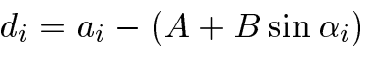 d_i = a_i − (A + B sin α_i)